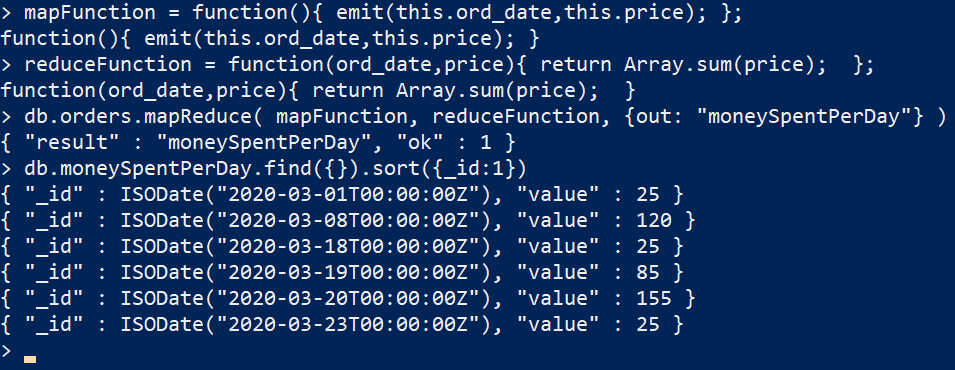 > mapFunction = function(){ emit(this.ord_date,this.price); };
function(){ emit(this.ord_date,this.price); }
> reduceFunction = function(ord_date,price){ return Array.sum(price);  };
function(ord_date,price){ return Array.sum(price);  }
> db.orders.mapReduce( mapFunction, reduceFunction, {out: "moneySpentPerDay"} )
{ "result" : "moneySpentPerDay", "ok" : 1 }
> db.moneySpentPerDay.find({}).sort({_id:1})
{ "_id" : ISODate("2020-03-01T00:00:00Z"), "value" : 25 }
{ "_id" : ISODate("2020-03-08T00:00:00Z"), "value" : 120 }
{ "_id" : ISODate("2020-03-18T00:00:00Z"), "value" : 25 }
{ "_id" : ISODate("2020-03-19T00:00:00Z"), "value" : 85 }
{ "_id" : ISODate("2020-03-20T00:00:00Z"), "value" : 155 }
{ "_id" : ISODate("2020-03-23T00:00:00Z"), "value" : 25 }
>